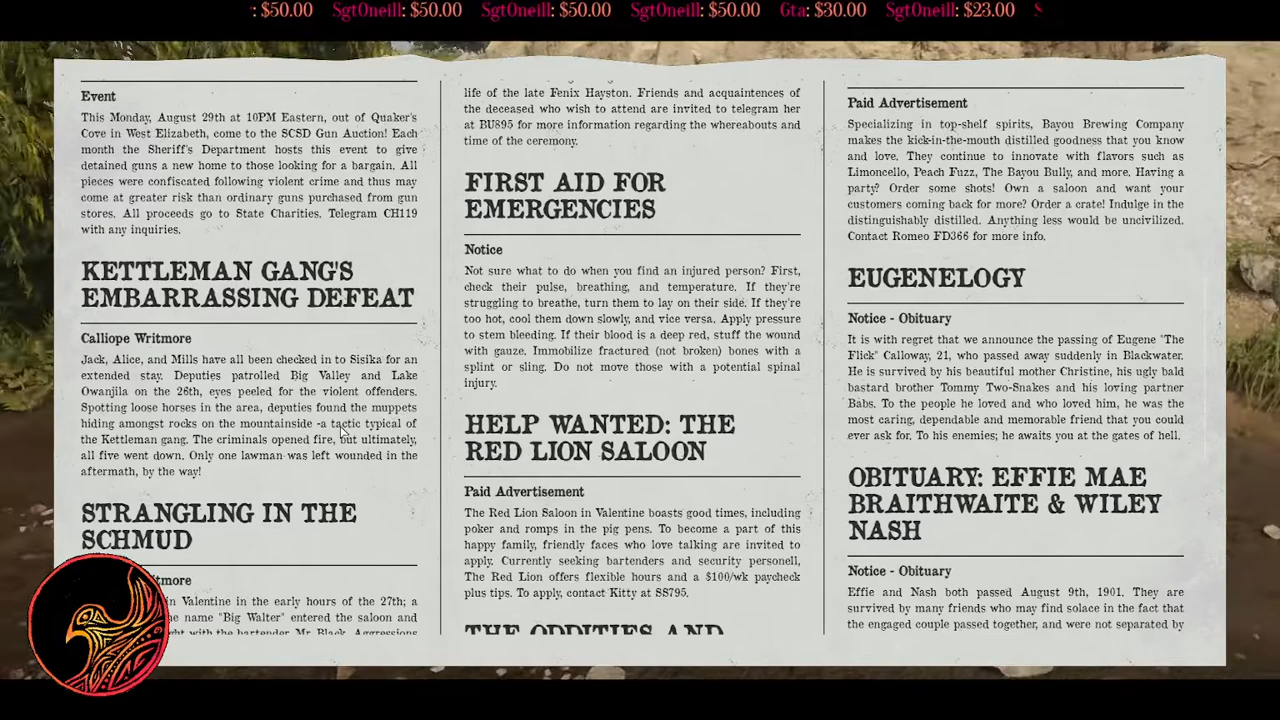 : $50.00 SgtOneill: $50.00 SgtOneill: $50.00 SgtOneill: $50.00 Gta: $30.00 SgtOneill: $23.00
Event
This Monday, August 29th at 10PM Eastern, out of Quaker's
Cove in West Elizabeth, come to the SCSD Gun Auction! Each
month the Sheriff's Department hosts this event to give
detained guns a new home to those looking for a bargain. All
pieces were confiscated following violent crime and thus may
come at greater risk than ordinary guns purchased from gun
stores. All proceeds go to State Charities. Telegram CH119
with any inquiries.
KETTLEMAN GANG'S
EMBARRASSING DEFEAT
Calliope Writmore
Jack, Alice, and Mills have all been checked in to Sisika for an
extended stay. Deputies patrolled Big Valley and Lake
Owanjila on the 26th, eyes peeled for the violent offenders.
Spotting loose horses in the area, deputies found the muppets
hiding amongst rocks on the mountainside -a tactic typical of
the Kettleman gang. The criminals opened fire, but ultimately,
all five went down. Only one lawman was left wounded in the
aftermath, by the way!
STRANGLING IN THE
SCHMUD
in Valentine in the early hours of the 27th; a
name "Big Walter" entered the saloon and
with the bartender, Mr. Black. Aggressions
life of the late Fenix Hayston. Friends and acquaintences of
the deceased who wish to attend are invited to telegram her
at BU895 for more information regarding the whereabouts and
time of the ceremony.
FIRST AID FOR
EMERGENCIES
Notice
Not sure what to do when you find an injured person? First,
check their pulse, breathing, and temperature. If they're
struggling to breathe, turn them to lay on their side. If they're
too hot, cool them down slowly, and vice versa. Apply pressure
to stem bleeding. If their blood is a deep red, stuff the wound
with gauze. Immobilize fractured (not broken) bones with a
splint or sling. Do not move those with a potential spinal
injury.
HELP WANTED: THE
RED LION SALOON
Paid Advertisement
The Red Lion Saloon in Valentine boasts good times, including
poker and romps in the pig pens. To become a part of this
happy family, friendly faces who love talking are invited to
apply. Currently seeking bartenders and security personell,
The Red Lion offers flexible hours and a $100/wk paycheck
plus tips. To apply, contact Kitty at SS795.
THE ODDITIES AND
Paid Advertisement
Specializing in top-shelf spirits, Bayou Brewing Company
makes the kick-in-the-mouth distilled goodness that you know
and love. They continue to innovate with flavors such as
Limoncello, Peach Fuzz, The Bayou Bully, and more. Having a
party? Order some shots! Own a saloon and want your
customers coming back for more? Order a crate! Indulge in the
distinguishably distilled. Anything less would be uncivilized.
Contact Romeo FD366 for more info.
EUGENELOGY
Notice - Obituary
It is with regret that we announce the passing of Eugene "The
Flick" Calloway, 21, who passed away suddenly in Blackwater.
He is survived by his beautiful mother Christine, his ugly bald
bastard brother Tommy Two-Snakes and his loving partner
Babs. To the people he loved and who loved him, he was the
most caring, dependable and memorable friend that you could
ever ask for. To his enemies; he awaits you at the gates of hell.
OBITUARY: EFFIE MAE
BRAITHWAITE & WILEY
NASH
Notice - Obituary
Effie and Nash both passed August 9th, 1901. They are
survived by many friends who may find solace in the fact that
the engaged couple passed together, and were not separated by